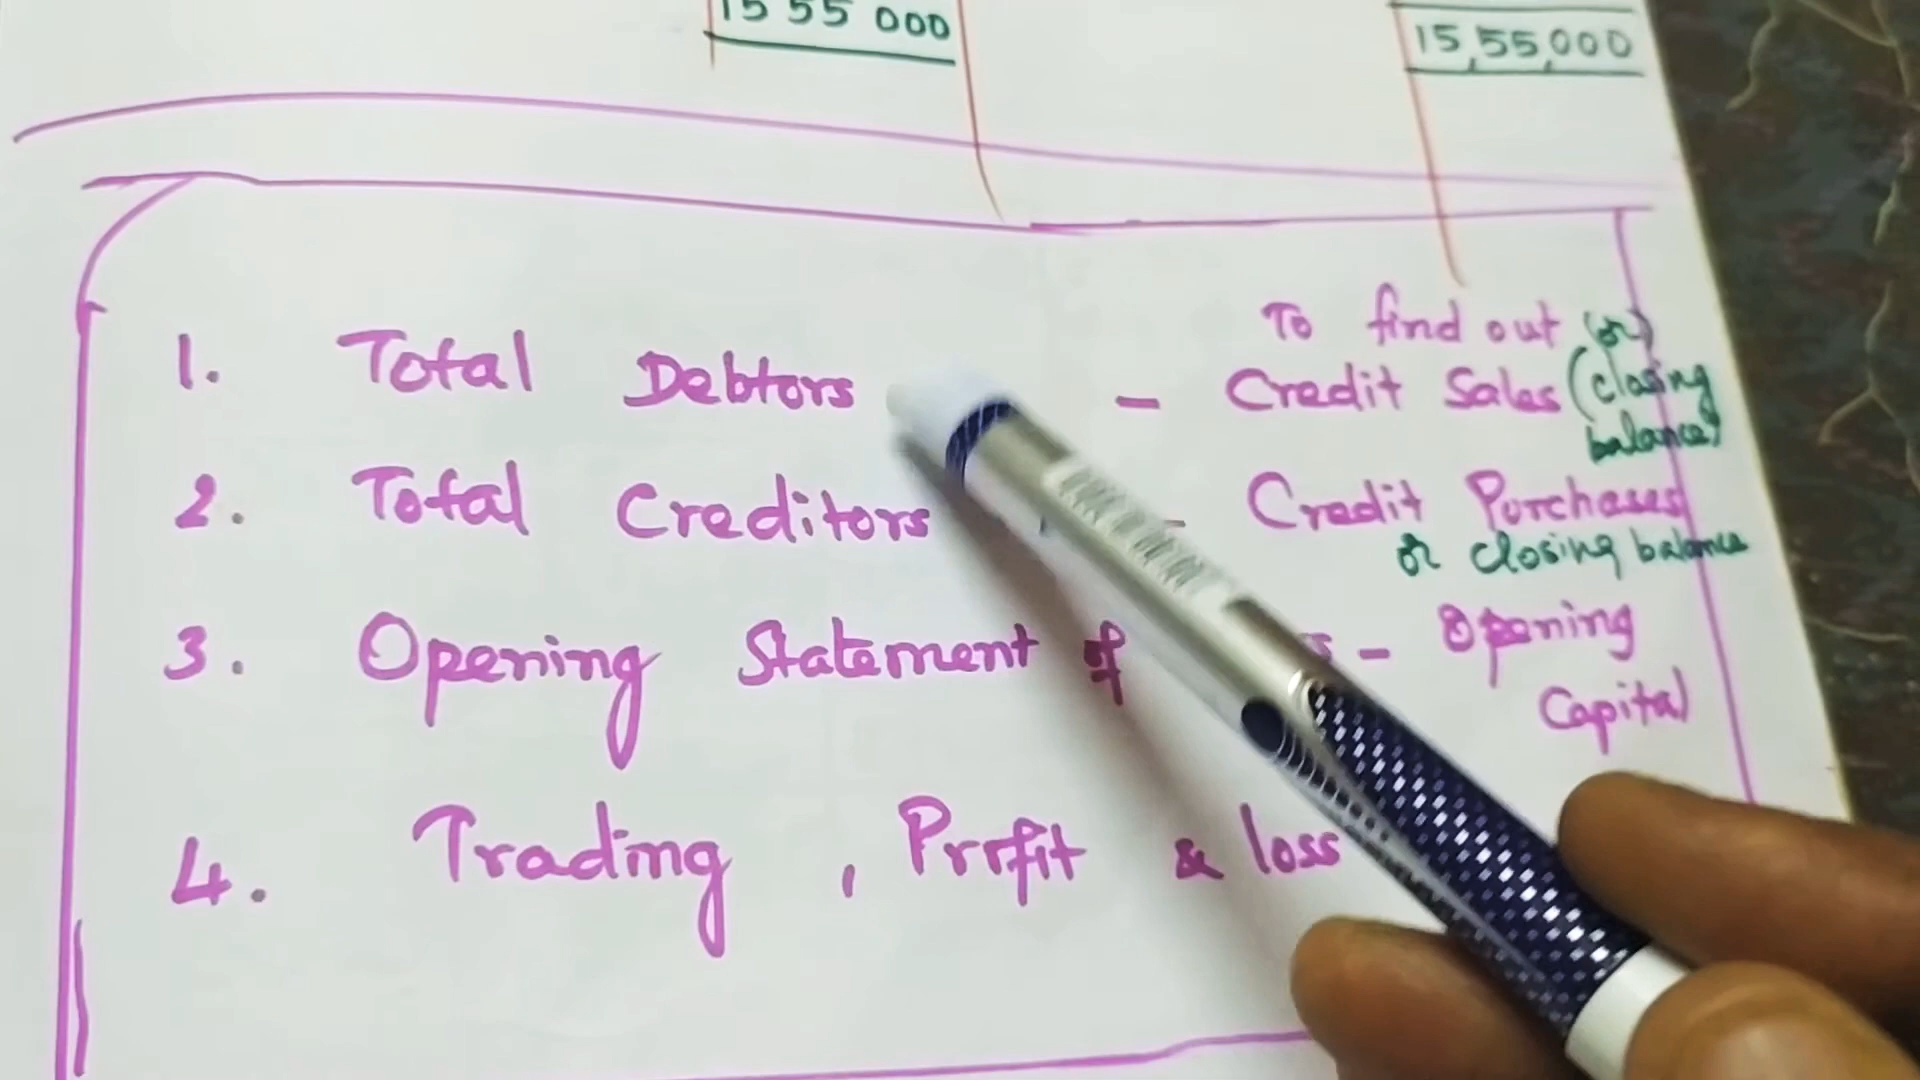 15 55 000
15,55,000
To find out (or)
1. Total Debtors - Credit Sales (closing
balance)
2. Total Creditors - Credit Purchases
or closing balance
3. Opening Statement of - Opening
Capital
4. Trading, Profit & loss